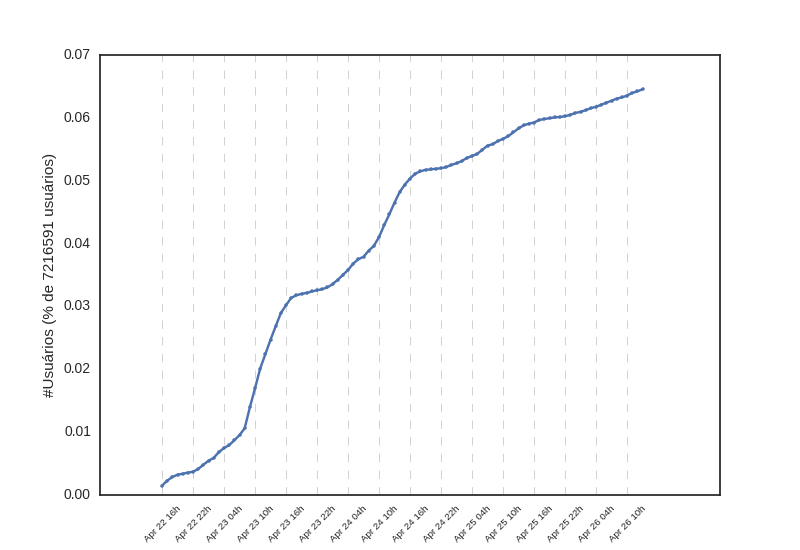 0.07
0.06
0.05
0.04
0.03
0.02
0.01
0.00
#Usuários (% de 7216591 usuários)
Apr 22 16h
Apr 22 22h
Apr 23 04h
Apr 23 10h
Apr 23 16h
Apr 23 22h
Apr 24 04h
Apr 24 10h
Apr 24 16h
Apr 24 22h
Apr 25 04h
Apr 25 10h
Apr 25 16h
Apr 25 22h
Apr 26 04h
Apr 26 10h